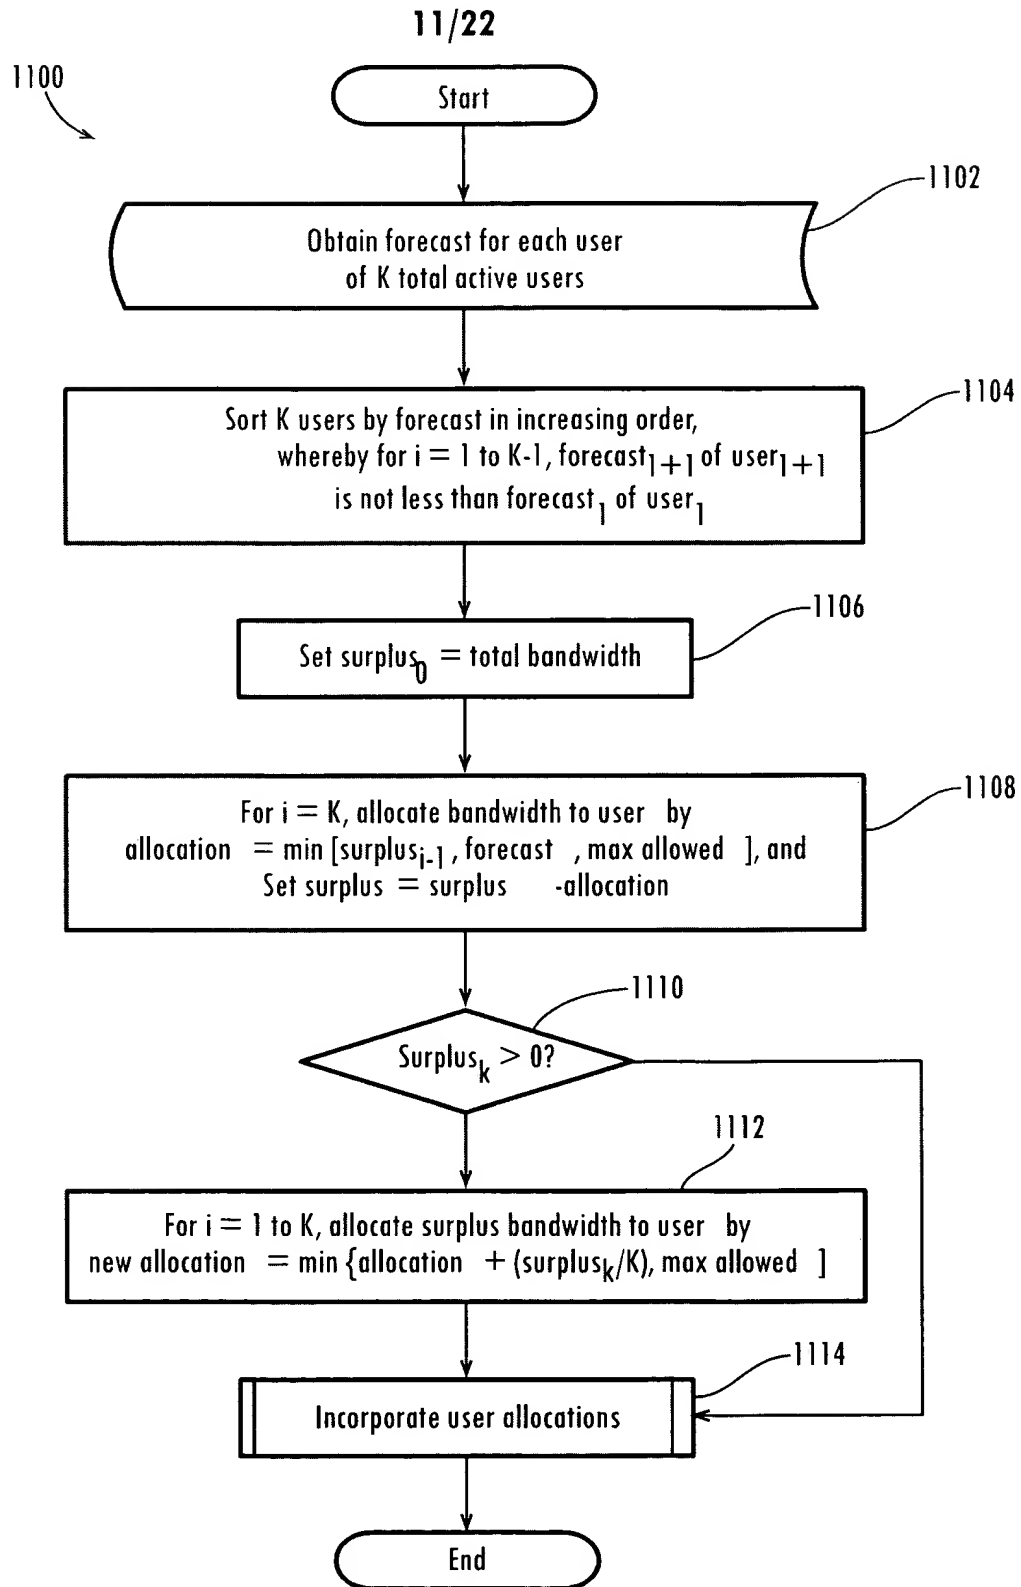 11/22
1100
Start
1102
Obtain forecast for each user
of K total active users
1104
Sort K users by forecast in increasing order,
whereby for i = 1 to K-1, forecast1+1 of user1+1
is not less than forecast1 of user1
1106
Set surplus0 = total bandwidth
1108
For i = K, allocate bandwidth to user by
allocation = min [surplusi-1, forecast , max allowed ], and
Set surplus = surplus -allocation
1110
Surplusk > 0?
1112
For i = 1 to K, allocate surplus bandwidth to user by
new allocation = min {allocation + (surplusk/K), max allowed ]
1114
Incorporate user allocations
End